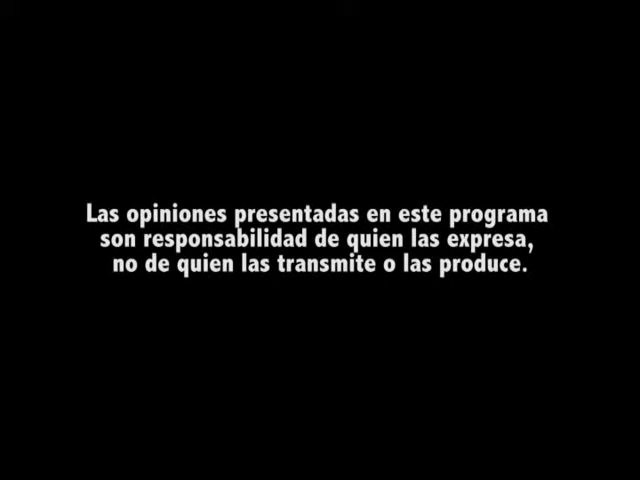 Las opiniones presentadas en este programa
son responsabilidad de quien las expresa,
no de quien las transmite o las produce.